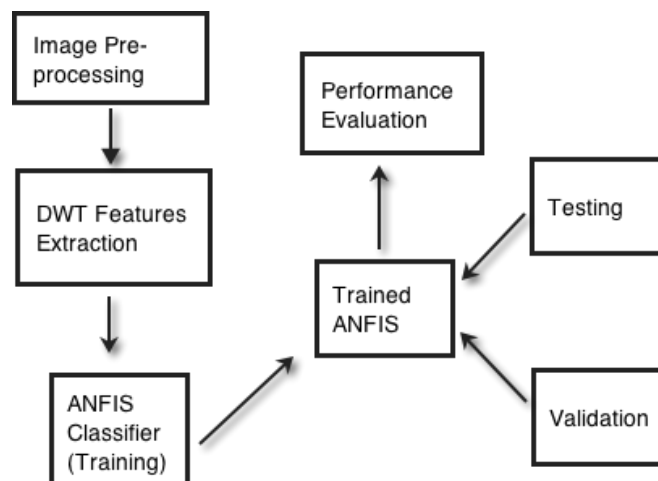 Image Pre-
processing
DWT Features
Extraction
ANFIS
Classifier
(Training)
Performance
Evaluation
Trained
ANFIS
Testing
Validation